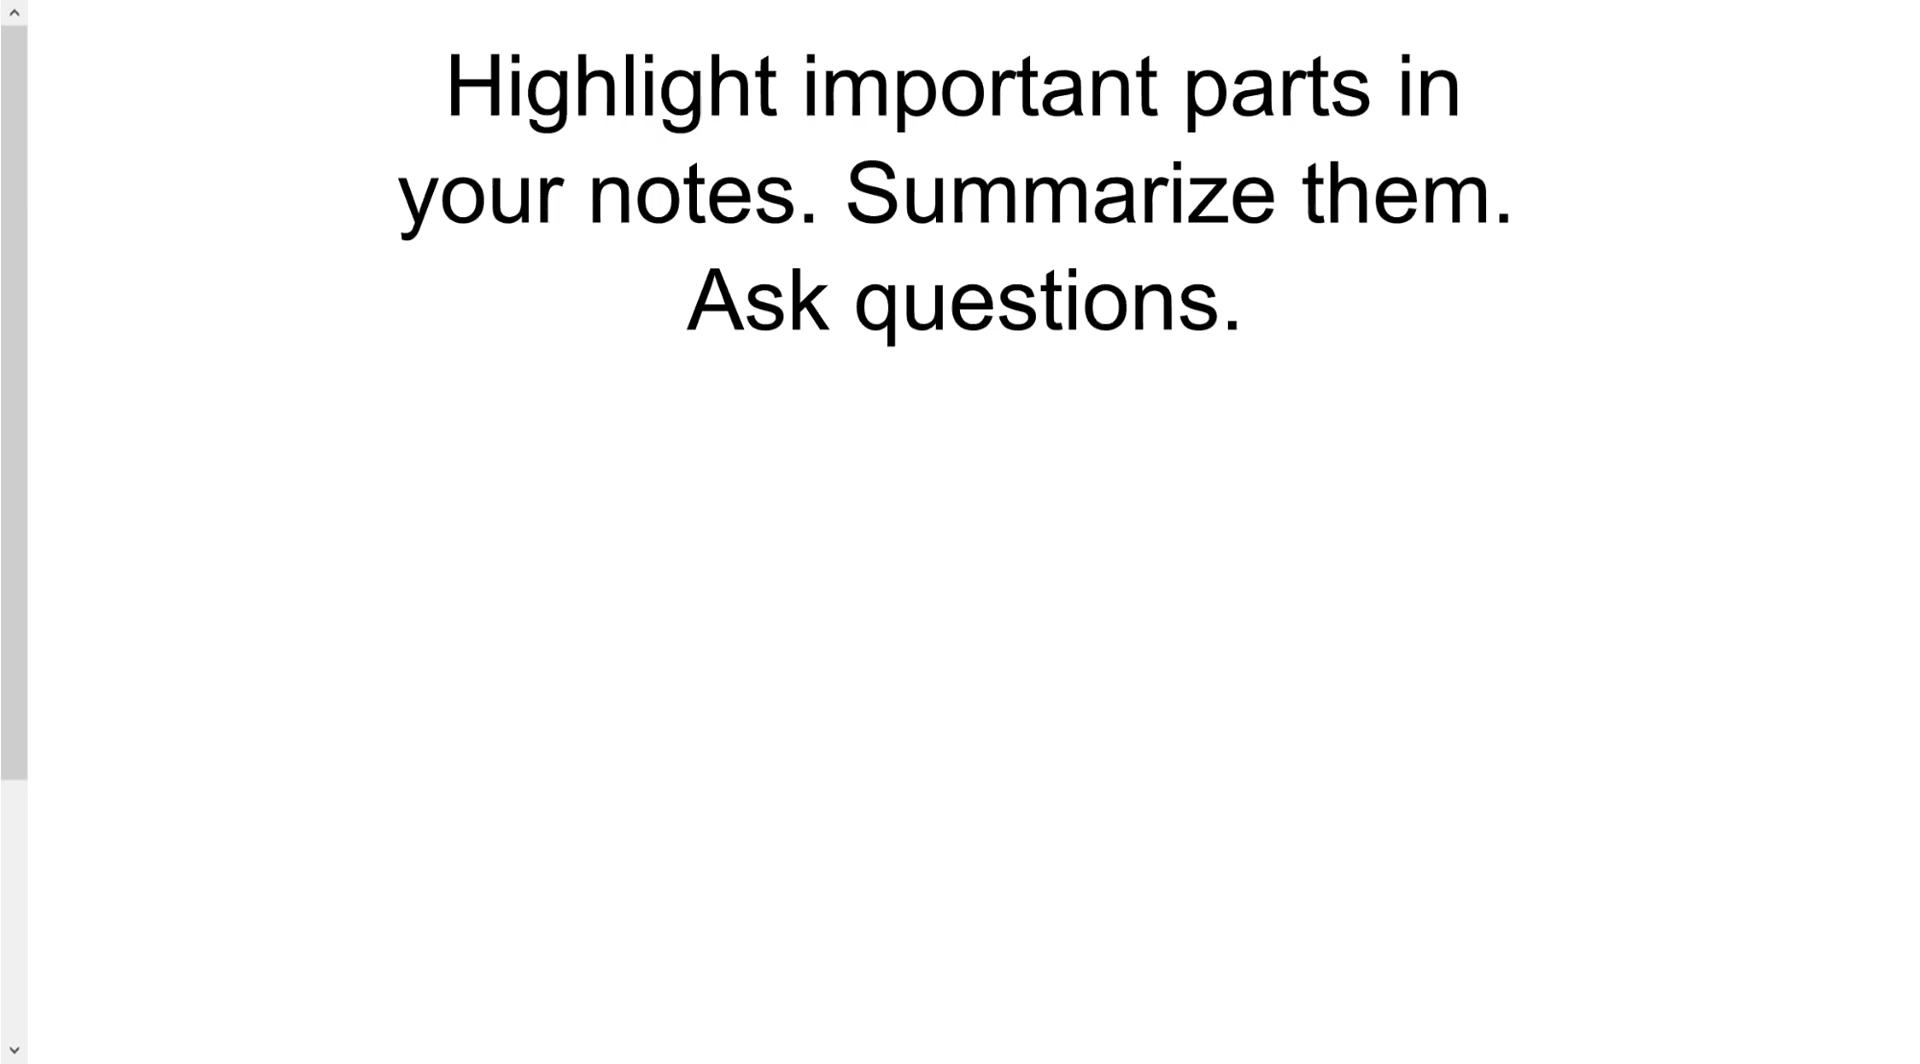 Highlight important parts in
your notes. Summarize them.
Ask questions.